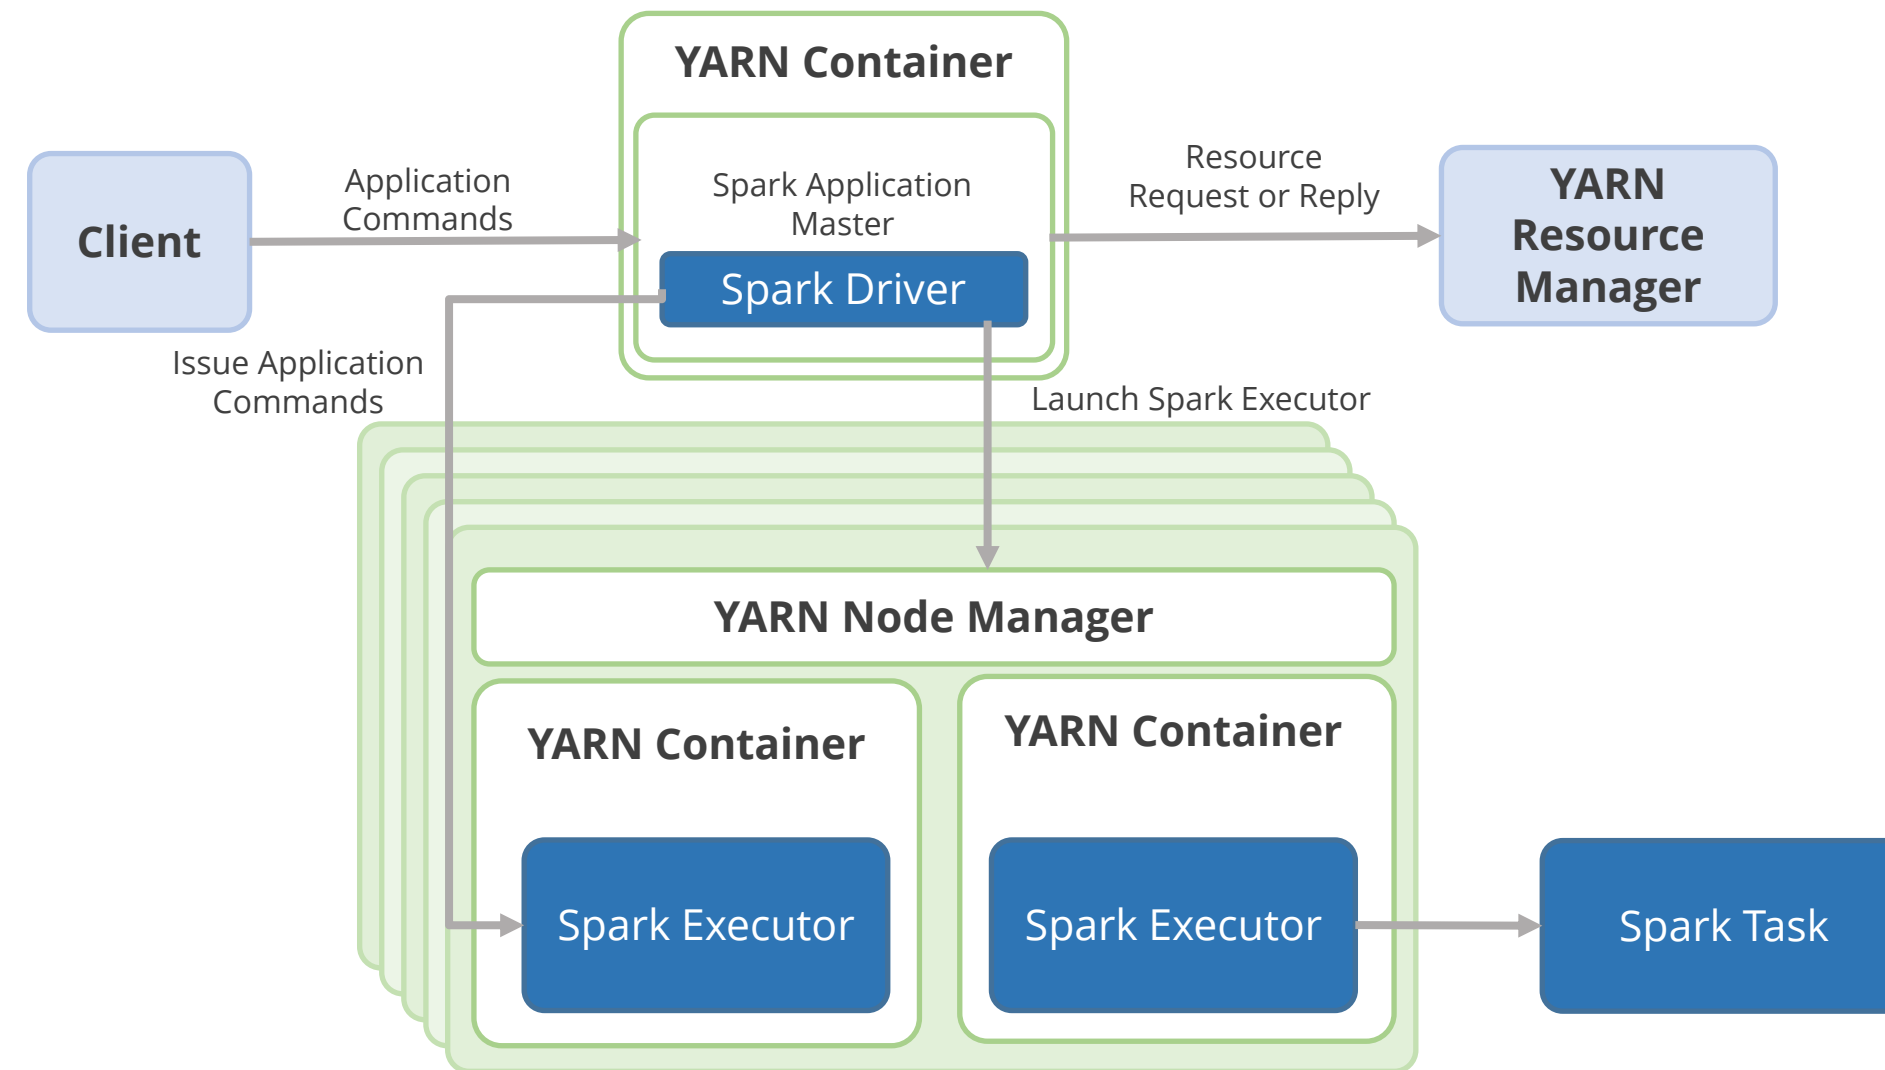 YARN Container
Client
Application
Commands
Spark Application
Master
Spark Driver
Resource
Request or Reply
YARN
Resource
Manager
Issue Application
Commands
Launch Spark Executor
YARN Node Manager
YARN Container
YARN Container
Spark Executor
Spark Executor
Spark Task